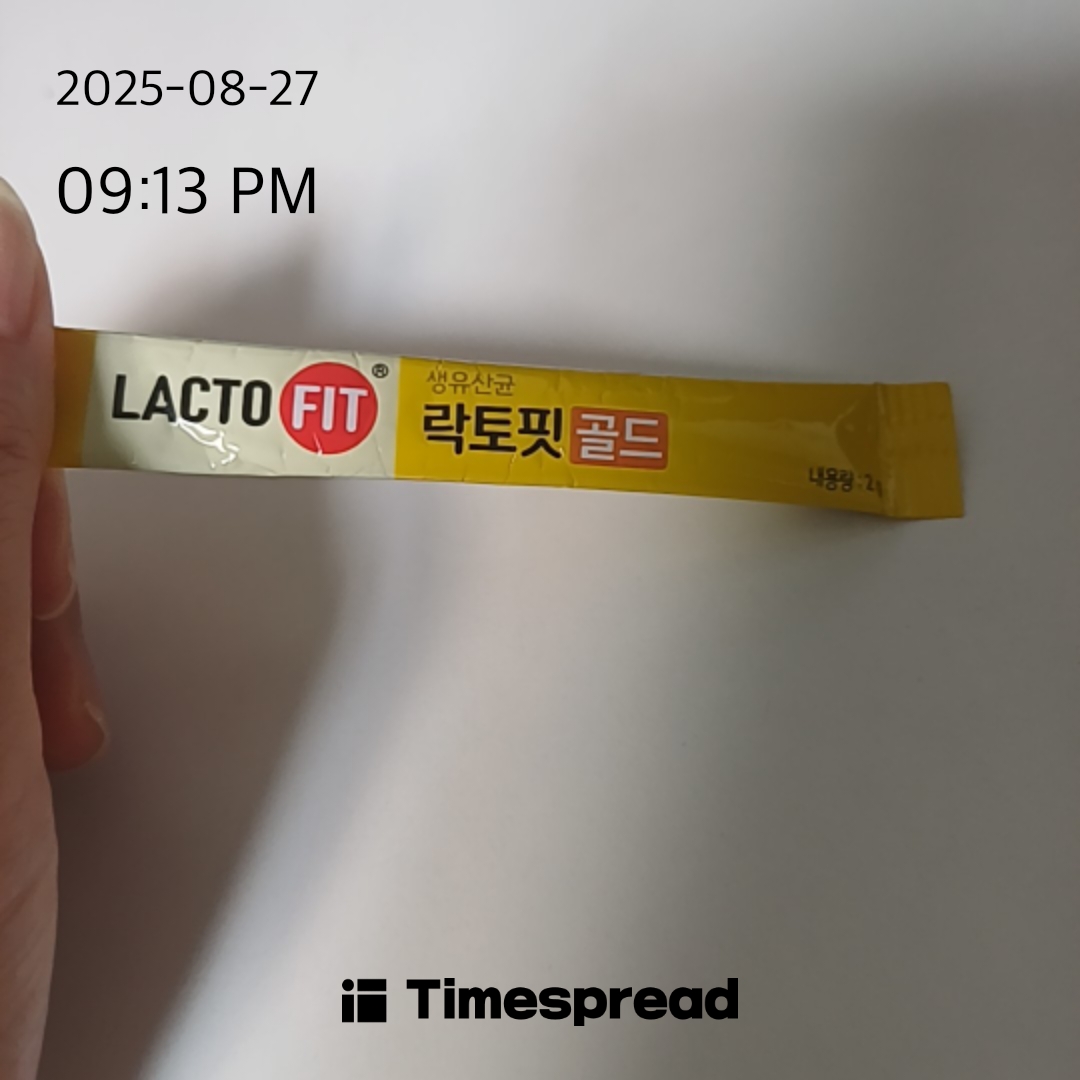 2025-08-27
09:13 PM
LACTO FIT®
생유산균
락토핏 골드
내용량 : 2
Timespread